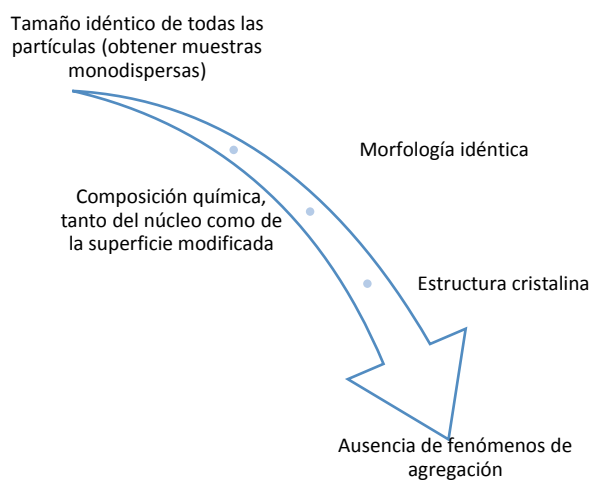 Tamaño idéntico de todas las
partículas (obtener muestras
monodispersas)
Morfología idéntica
Composición química,
tanto del núcleo como de
la superficie modificada
Estructura cristalina
Ausencia de fenómenos de
agregación